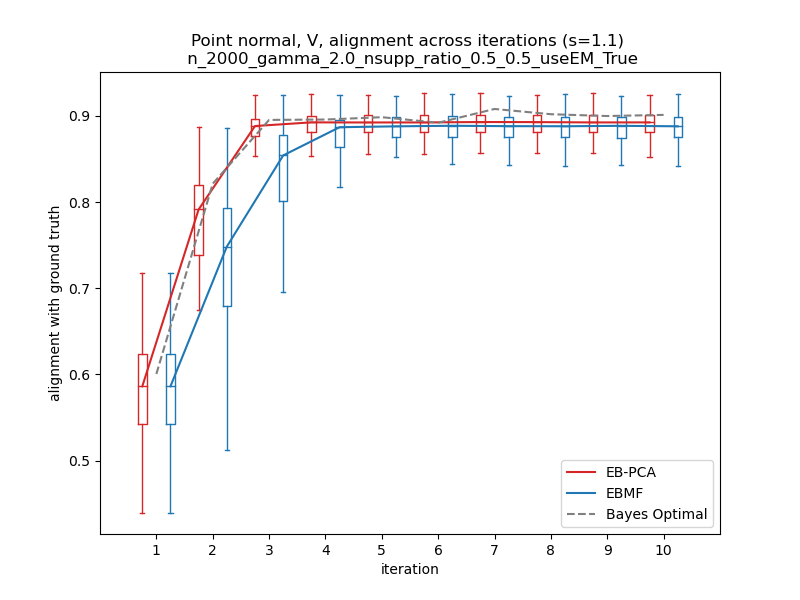 Point normal, V, alignment across iterations (s=1.1)
n_2000_gamma_2.0_nsupp_ratio_0.5_0.5_useEM_True
alignment with ground truth
0.9
0.8
0.7
0.6
0.5
EB-PCA
EBMF
Bayes Optimal
1 2 3 4 5 6 7 8 9 10
iteration